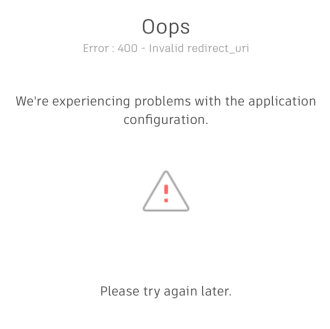 Oops
Error : 400 - Invalid redirect_uri
We're experiencing problems with the application
configuration.
Please try again later.